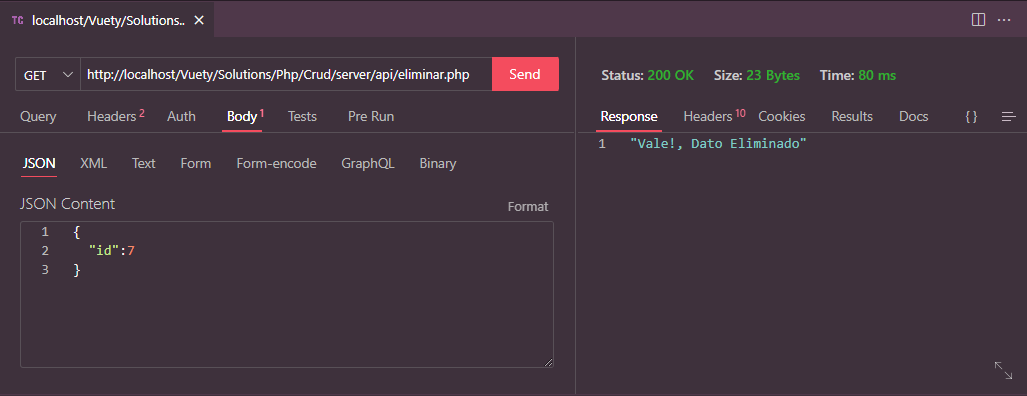 TC localhost/Vuety/Solutions.. ×
GET http://localhost/Vuety/Solutions/Php/Crud/server/api/eliminar.php Send
Query Headers 2 Auth Body 1 Tests Pre Run
JSON XML Text Form Form-encode GraphQL Binary
JSON Content Format
1 {
2 "id":7
3 }
Status: 200 OK Size: 23 Bytes Time: 80 ms
Response Headers 10 Cookies Results Docs { }
1 "Vale!, Dato Eliminado"